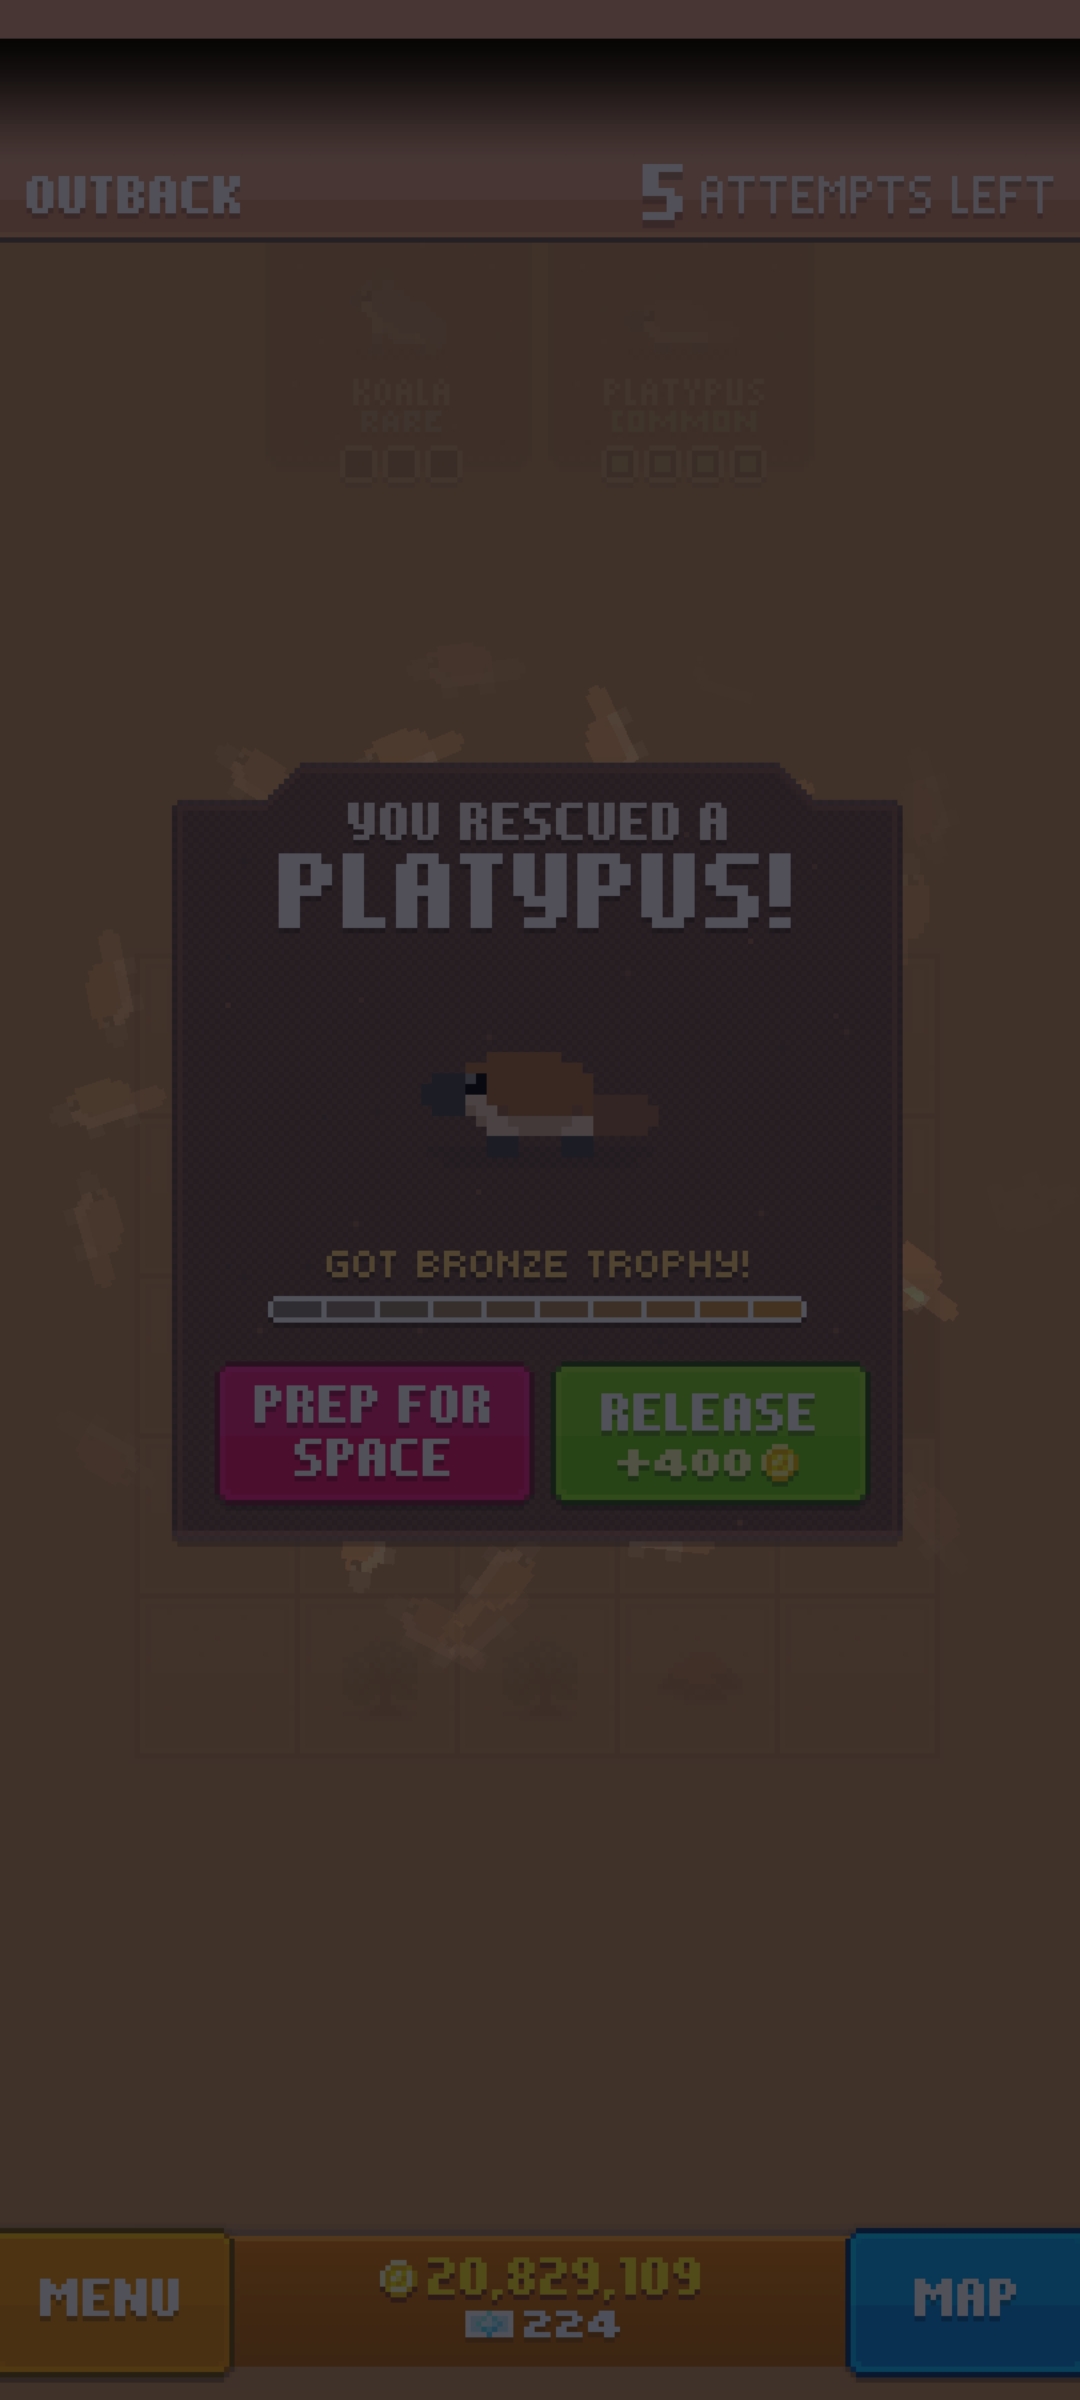 OUTBACK
5 ATTEMPTS LEFT
KOALA
RARE
PLATYPUS
COMMON
YOU RESCUED A
PLATYPUS!
GOT BRONZE TROPHY!
PREP FOR
SPACE
RELEASE
+400
MENU
20,829,109
224
MAP